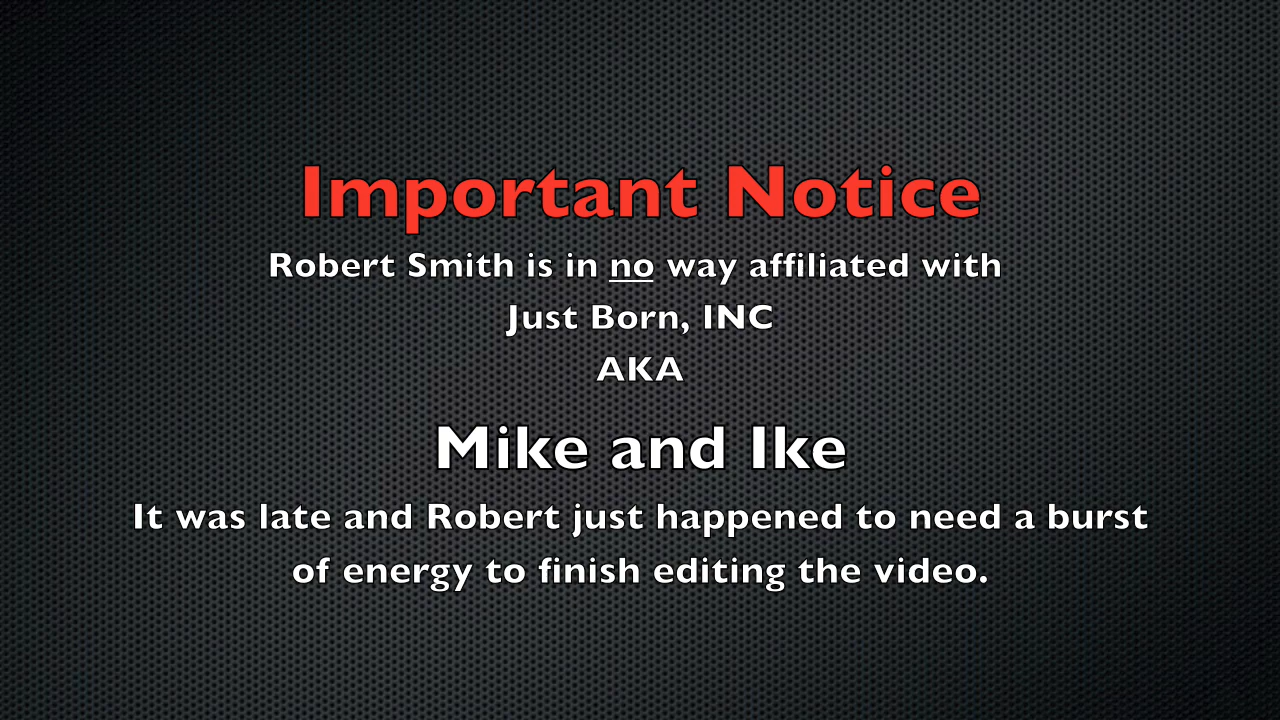 Important Notice
Robert Smith is in no way affiliated with
Just Born, INC
AKA
Mike and Ike
It was late and Robert just happened to need a burst
of energy to finish editing the video.